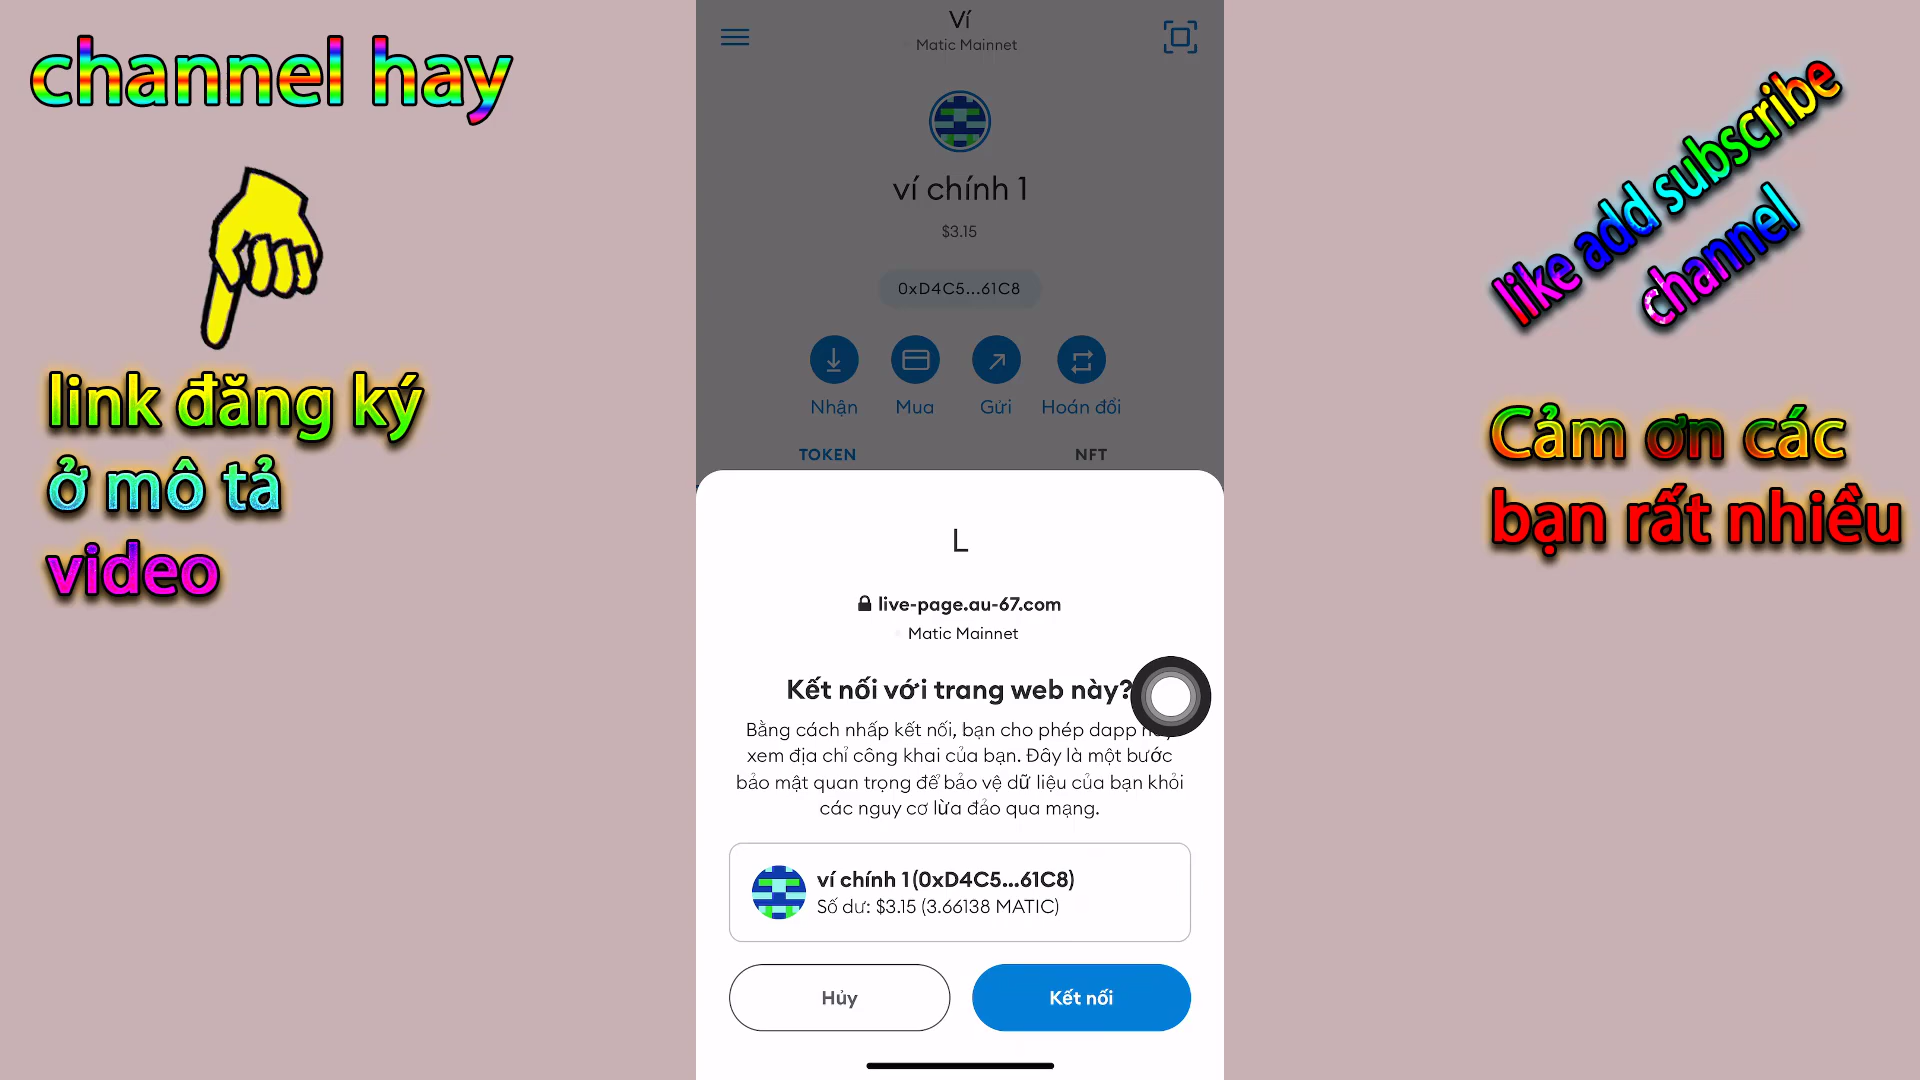 channel hay
link đăng ký
ở mô tả
video
Ví
Matic Mainnet
ví chính 1
$3.15
0xD4C5...61C8
Nhận
Mua
Gửi
Hoán đổi
TOKEN
NFT
L
live-page.au-67.com
Matic Mainnet
Kết nối với trang web này?
Bằng cách nhấp kết nối, bạn cho phép dapp
xem địa chỉ công khai của bạn. Đây là một bước
bảo mật quan trọng để bảo vệ dữ liệu của bạn khỏi
các nguy cơ lừa đảo qua mạng.
ví chính 1 (0xD4C5...61C8)
Số dư: $3.15 (3.66138 MATIC)
Hủy
Kết nối
like add subscribe
channel
Cảm ơn các
bạn rất nhiều